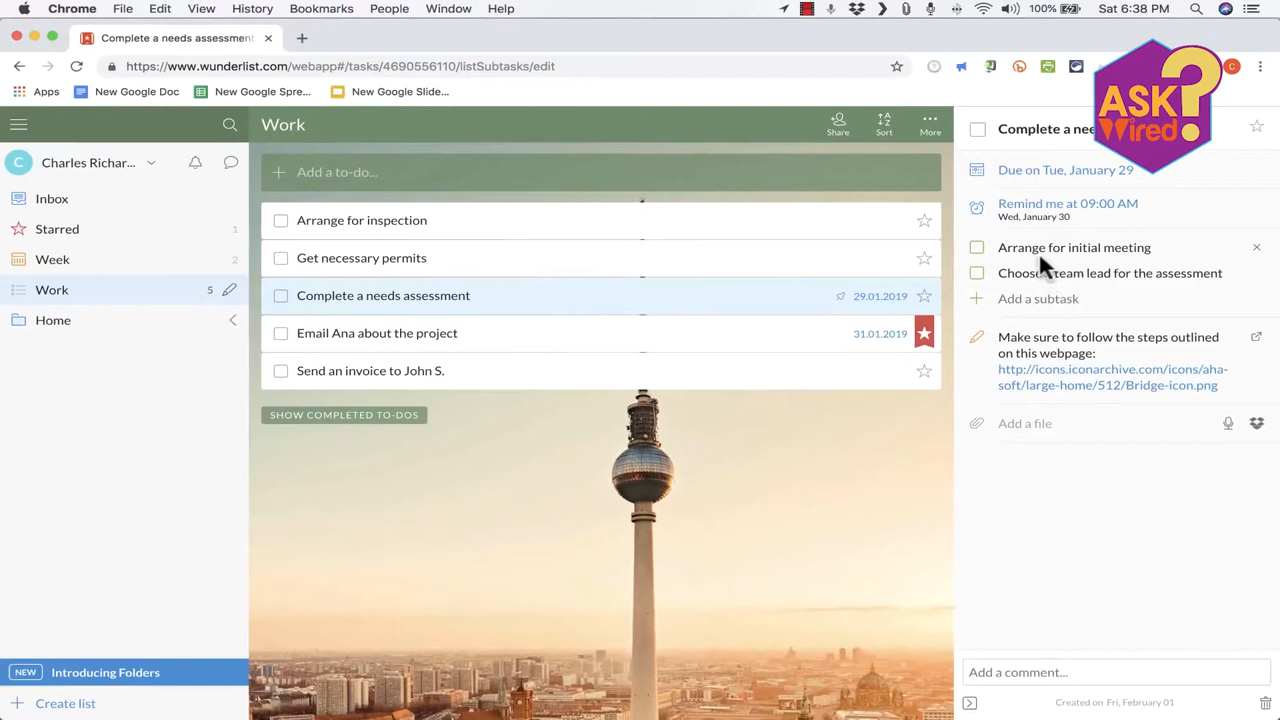 Chrome File Edit View History Bookmarks People Window Help
100%
Sat 6:38 PM
Complete a needs assessment
https://www.wunderlist.com/webapp#/tasks/4690556110/listSubtasks/edit
Apps New Google Doc New Google Spre... New Google Slide...
ASK?
Wired!
C Charles Richar...
Inbox
Starred 1
Week 2
Work 5
Home
NEW Introducing Folders
Create list
Work
Share Sort More
Add a to-do...
Arrange for inspection
Get necessary permits
Complete a needs assessment 29.01.2019
Email Ana about the project 31.01.2019
Send an invoice to John S.
SHOW COMPLETED TO-DOS
Complete a nee
Due on Tue, January 29
Remind me at 09:00 AM
Wed, January 30
Arrange for initial meeting
Choose team lead for the assessment
Add a subtask
Make sure to follow the steps outlined
on this webpage:
http://icons.iconarchive.com/icons/aha-
soft/large-home/512/Bridge-icon.png
Add a file
Add a comment...
Created on Fri, February 01